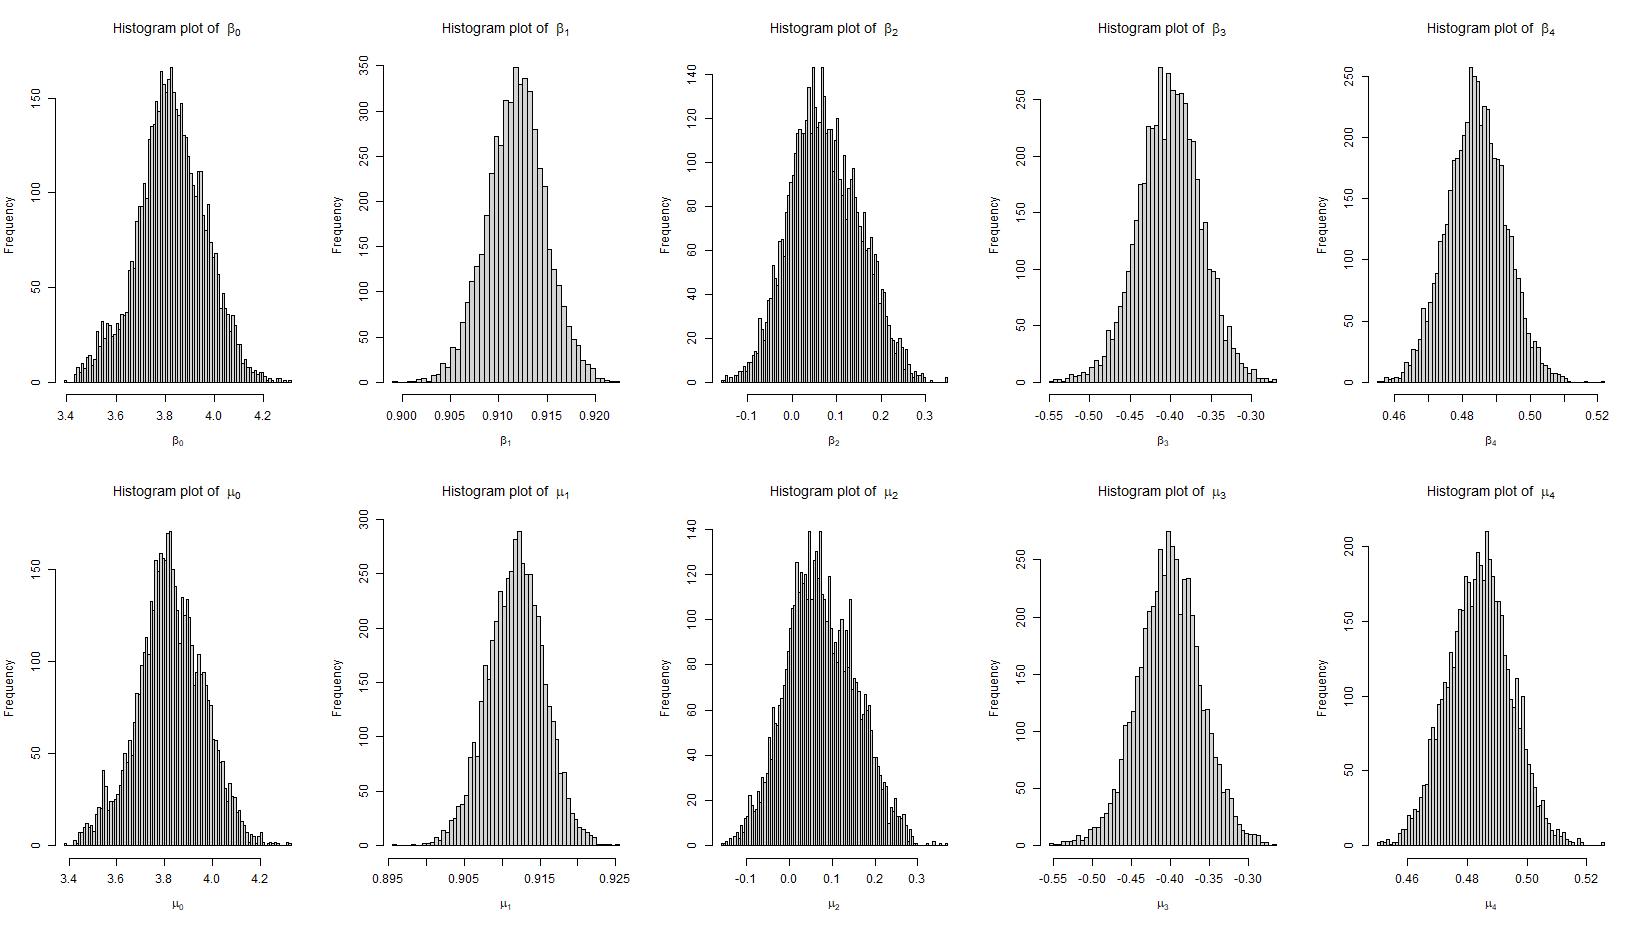 Histogram plot of β0
Frequency
0 50 100 150
3.4 3.6 3.8 4.0 4.2
β0
Histogram plot of β1
Frequency
0 50 100 150 200 250 300 350
0.900 0.905 0.910 0.915 0.920
β1
Histogram plot of β2
Frequency
0 20 40 60 80 100 120 140
-0.1 0.0 0.1 0.2 0.3
β2
Histogram plot of β3
Frequency
0 50 100 150 200 250
-0.55 -0.50 -0.45 -0.40 -0.35 -0.30
β3
Histogram plot of β4
Frequency
0 50 100 150 200 250
0.46 0.48 0.50 0.52
β4
Histogram plot of μ0
Frequency
0 50 100 150
3.4 3.6 3.8 4.0 4.2
μ0
Histogram plot of μ1
Frequency
0 50 100 150 200 250 300
0.895 0.905 0.915 0.925
μ1
Histogram plot of μ2
Frequency
0 20 40 60 80 100 120 140
-0.1 0.0 0.1 0.2 0.3
μ2
Histogram plot of μ3
Frequency
0 50 100 150 200 250
-0.55 -0.50 -0.45 -0.40 -0.35 -0.30
μ3
Histogram plot of μ4
Frequency
0 50 100 150 200
0.46 0.48 0.50 0.52
μ4